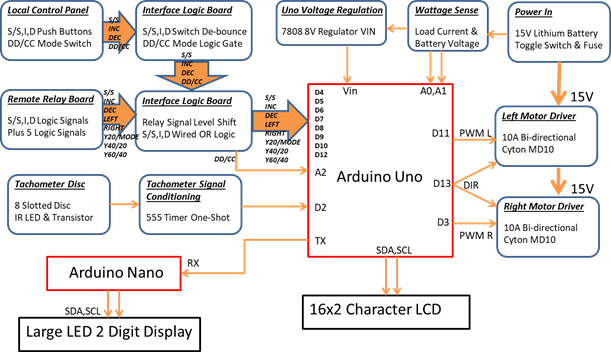 Local Control Panel
S/S,I,D Push Buttons
DD/CC Mode Switch
S/S
INC
DEC
DD/CC
Interface Logic Board
S/S,I,D Switch De-bounce
DD/CC Mode Logic Gate
Uno Voltage Regulation
7808 8V Regulator VIN
Wattage Sense
Load Current &
Battery Voltage
Power In
15V Lithium Battery
Toggle Switch & Fuse
S/S
INC
DEC
DD/CC
15V
Remote Relay Board
S/S,I,D Logic Signals
Plus 5 Logic Signals
S/S
INC
DEC
LEFT
RIGHT
Y20/MODE
Y40/20
Y60/40
Interface Logic Board
Relay Signal Level Shift
S/S,I,D Wired OR Logic
S/S
INC
DEC
LEFT
RIGHT
Y20/MODE
Y40/20
Y60/40
DD/CC
D4
D5
D6
D7
D8
D9
D10
D12
Vin
A0,A1
Arduino Uno
A2
D2
TX
D11
D13
D3
SDA,SCL
PWM L
DIR
PWM R
Left Motor Driver
10A Bi-directional
Cyton MD10
15V
Right Motor Driver
10A Bi-directional
Cyton MD10
Tachometer Disc
8 Slotted Disc
IR LED & Transistor
Tachometer Signal
Conditioning
555 Timer One-Shot
RX
Arduino Nano
SDA,SCL
Large LED 2 Digit Display
16x2 Character LCD